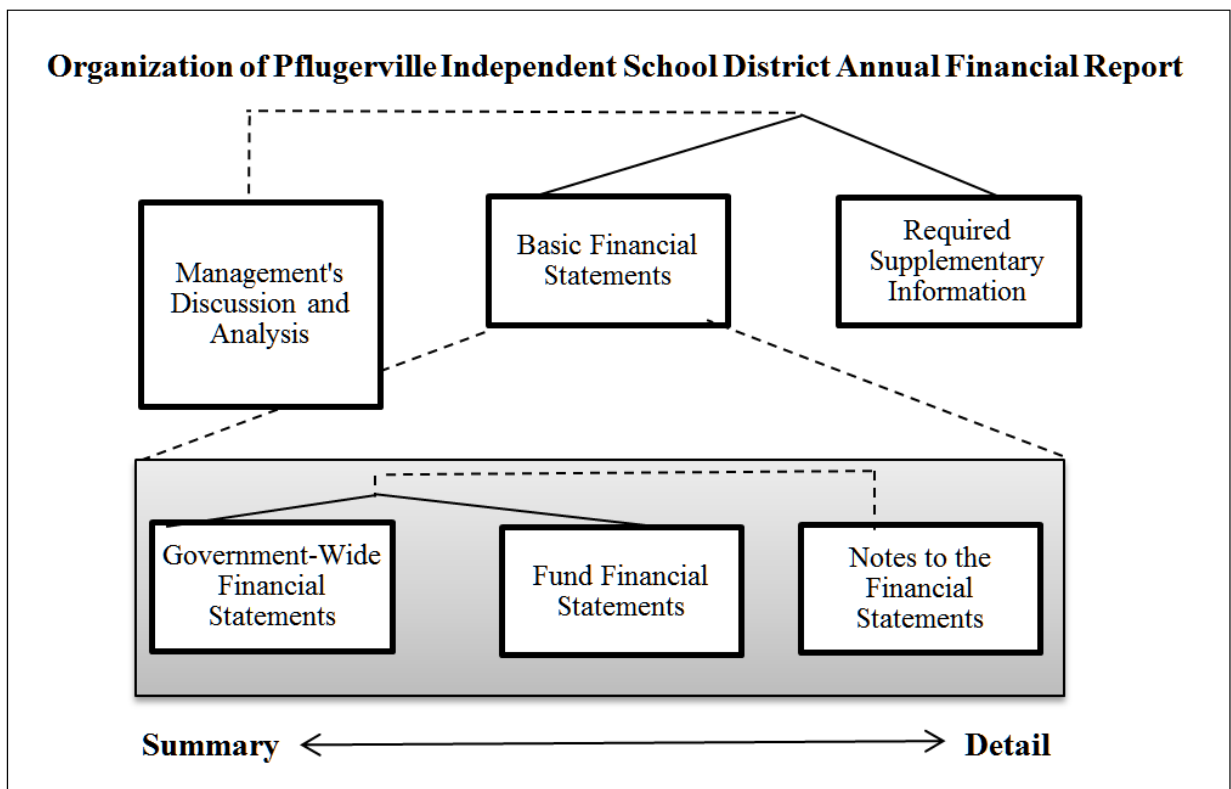 Organization of Pflugerville Independent School District Annual Financial Report
Management's
Discussion and
Analysis
Basic Financial
Statements
Required
Supplementary
Information
Government-Wide
Financial
Statements
Fund Financial
Statements
Notes to the
Financial
Statements
Summary
Detail